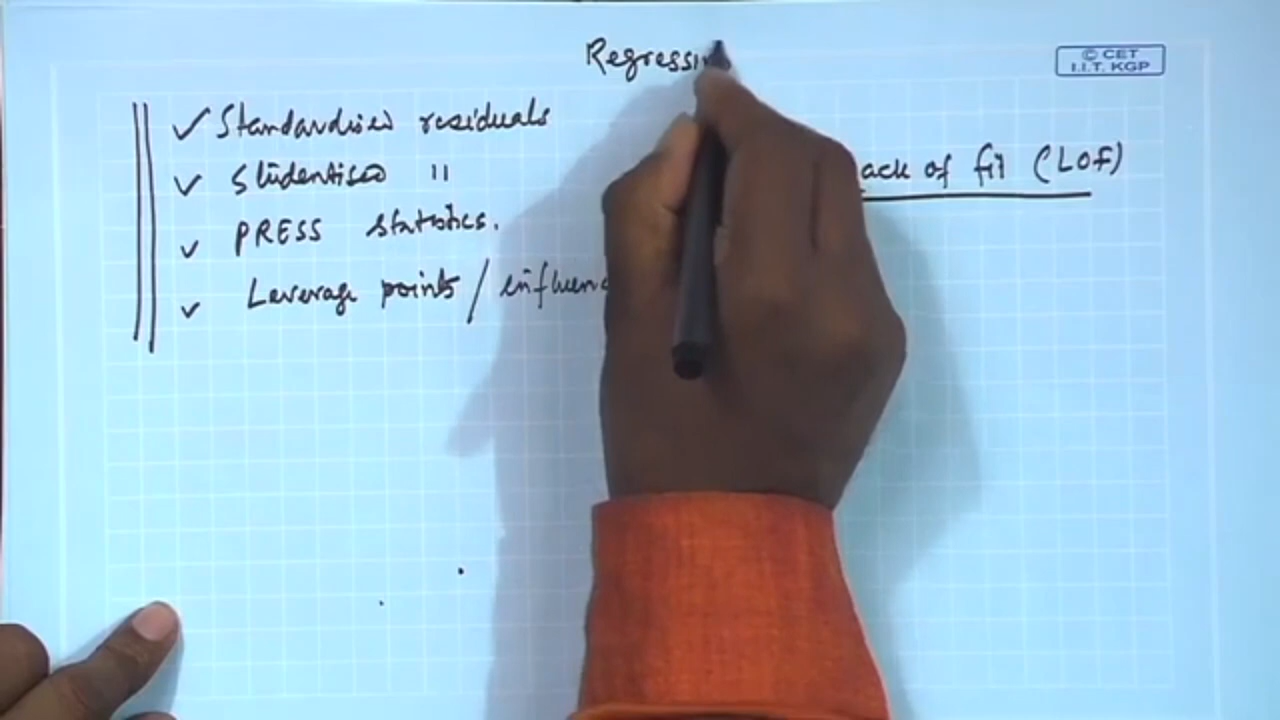 Regressi
© CET
I.I.T. KGP
Standardised residuals
Studentised "
ack of fit (LOF)
PRESS statistics.
Leverage points / influenc